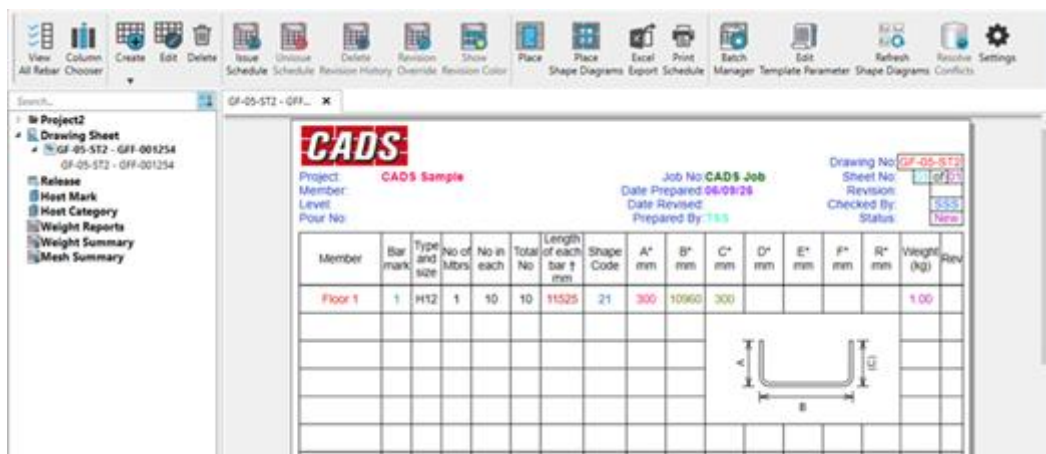 View All Rebar
Column Chooser
Create
Edit
Delete
Issue Schedule
Unissue Schedule
Delete Revision History
Revision Override
Show Revision Color
Place
Place Shape Diagrams
Excel Export
Print Schedule
Batch Manager
Edit Template Parameter
Refresh Shape Diagrams
Resolve Conflicts
Settings
Search...
GF-05-ST2 - GFF-...
Project2
Drawing Sheet
GF-05-ST2 - GFF-001254
GF-05-ST2 - GFF-001254
Release
Host Mark
Host Category
Weight Reports
Weight Summary
Mesh Summary
CADS
Project: CADS Sample
Member:
Level:
Pour No:
Job No: CADS Job
Date Prepared: 06/09/26
Date Revised:
Prepared By: TSS
Drawing No: GF-05-ST2
Sheet No: 01 of 01
Revision:
Checked By: SSS
Status: New
Member Bar mark Type and size No of Mbrs No in each Total No Length of each bar † mm Shape Code A* mm B* mm C* mm D* mm E* mm F* mm R* mm Weight (kg) Rev
Floor 1 1 H12 1 10 10 11525 21 300 10960 300 1.00
A
(C)
B